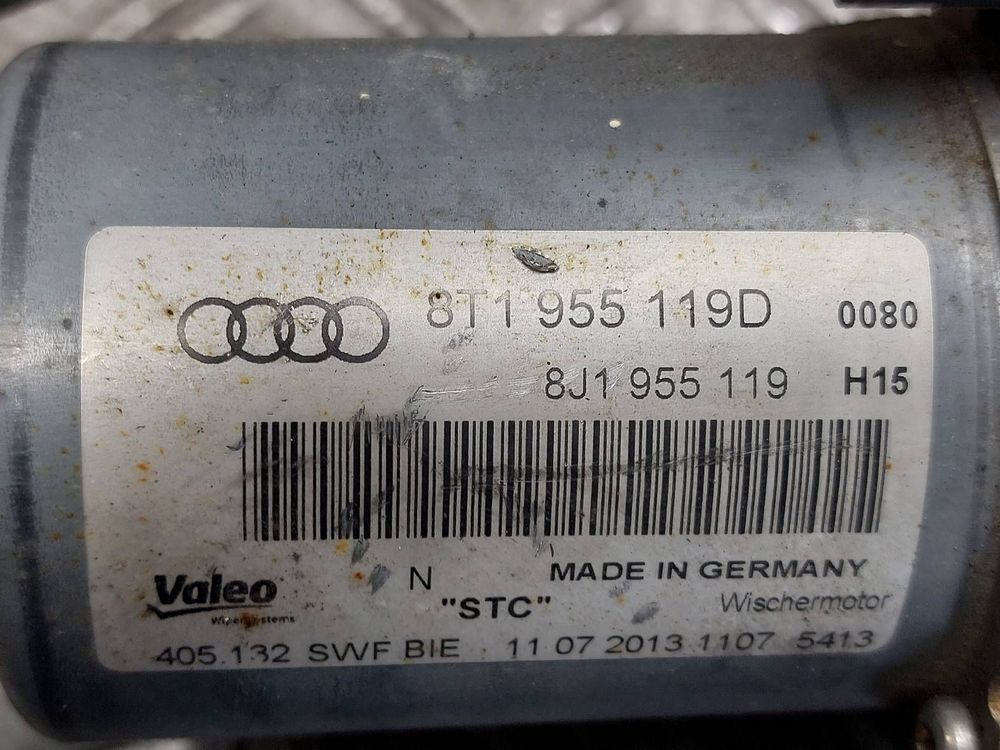 8T1 955 119D 0080
8J1 955 119 H15
Valeo N MADE IN GERMANY
Wipersystems "STC" Wischermotor
405.132 SWF BIE 11 07 2013 1107 5413